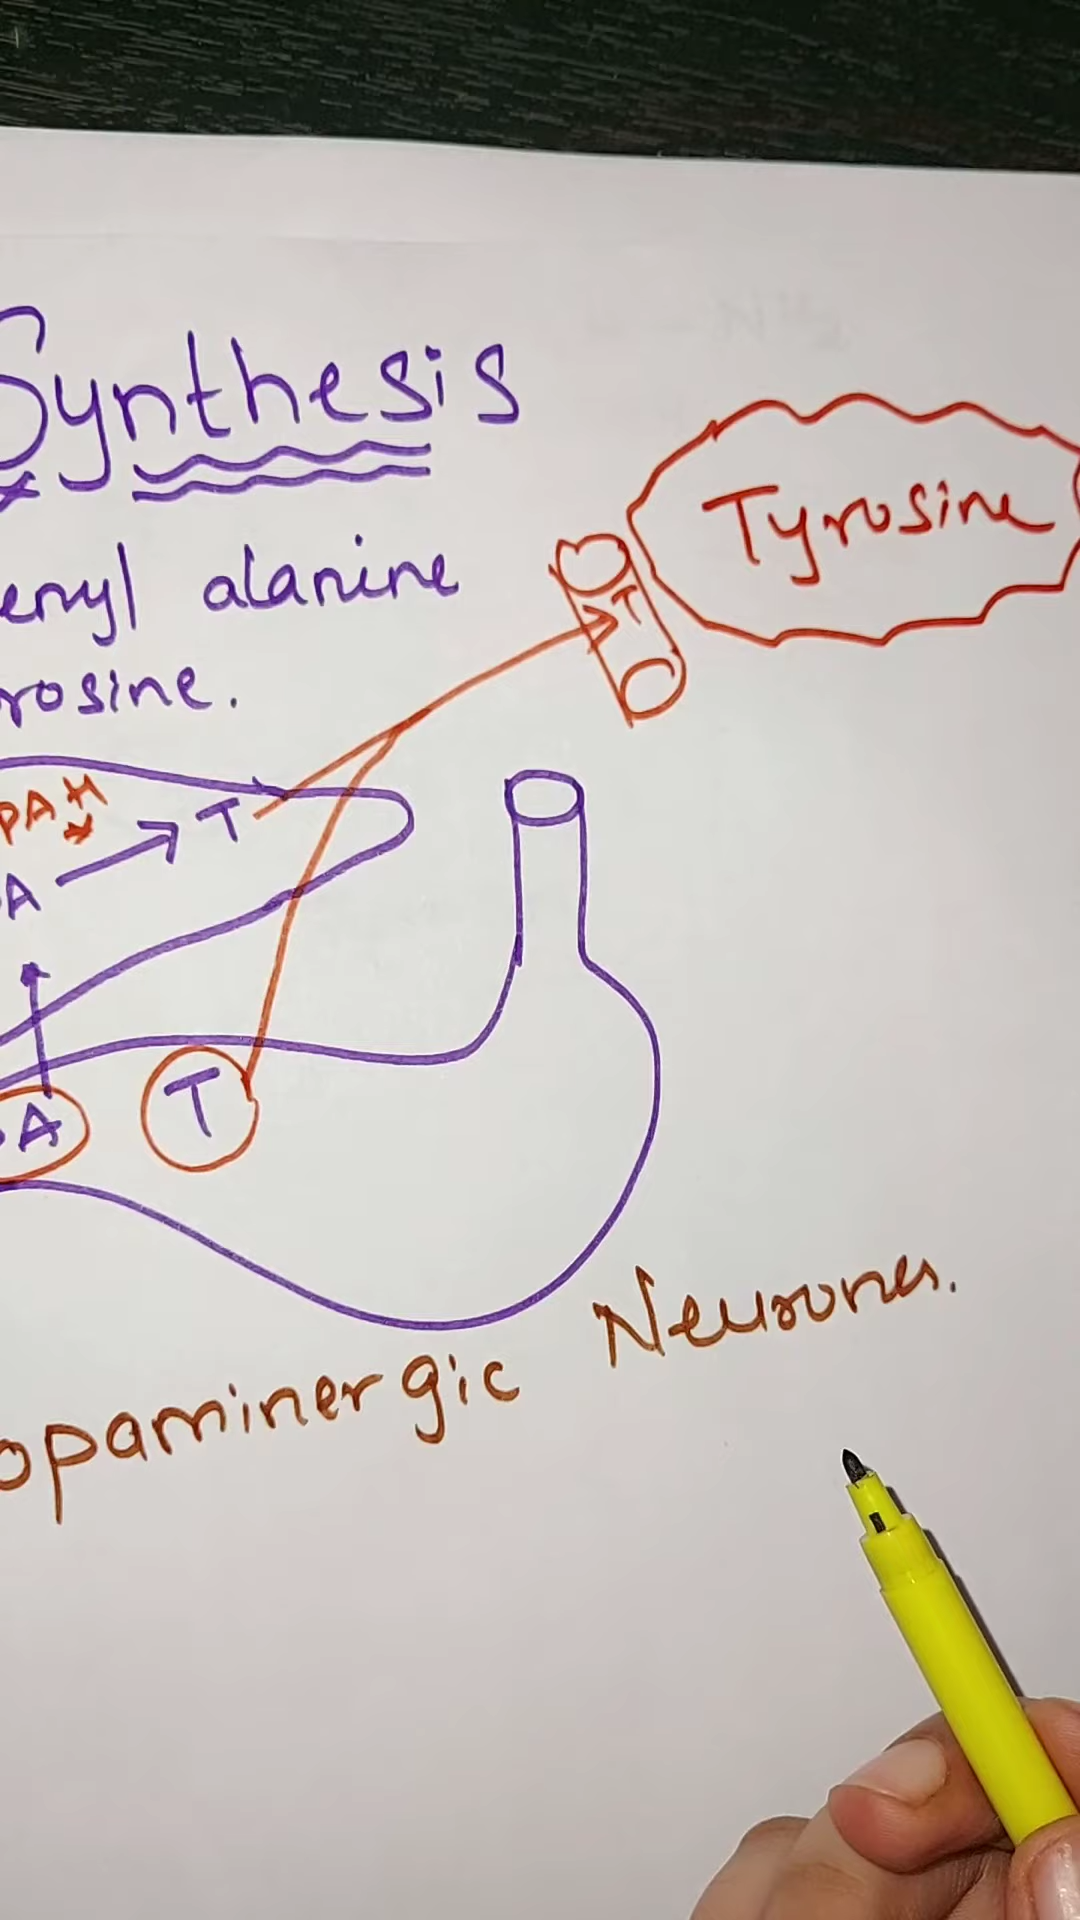 Synthesis
Tyrosine
enyl alanine
T
rosine.
PAH
T
A
A
T
Neurones.
opaminergic